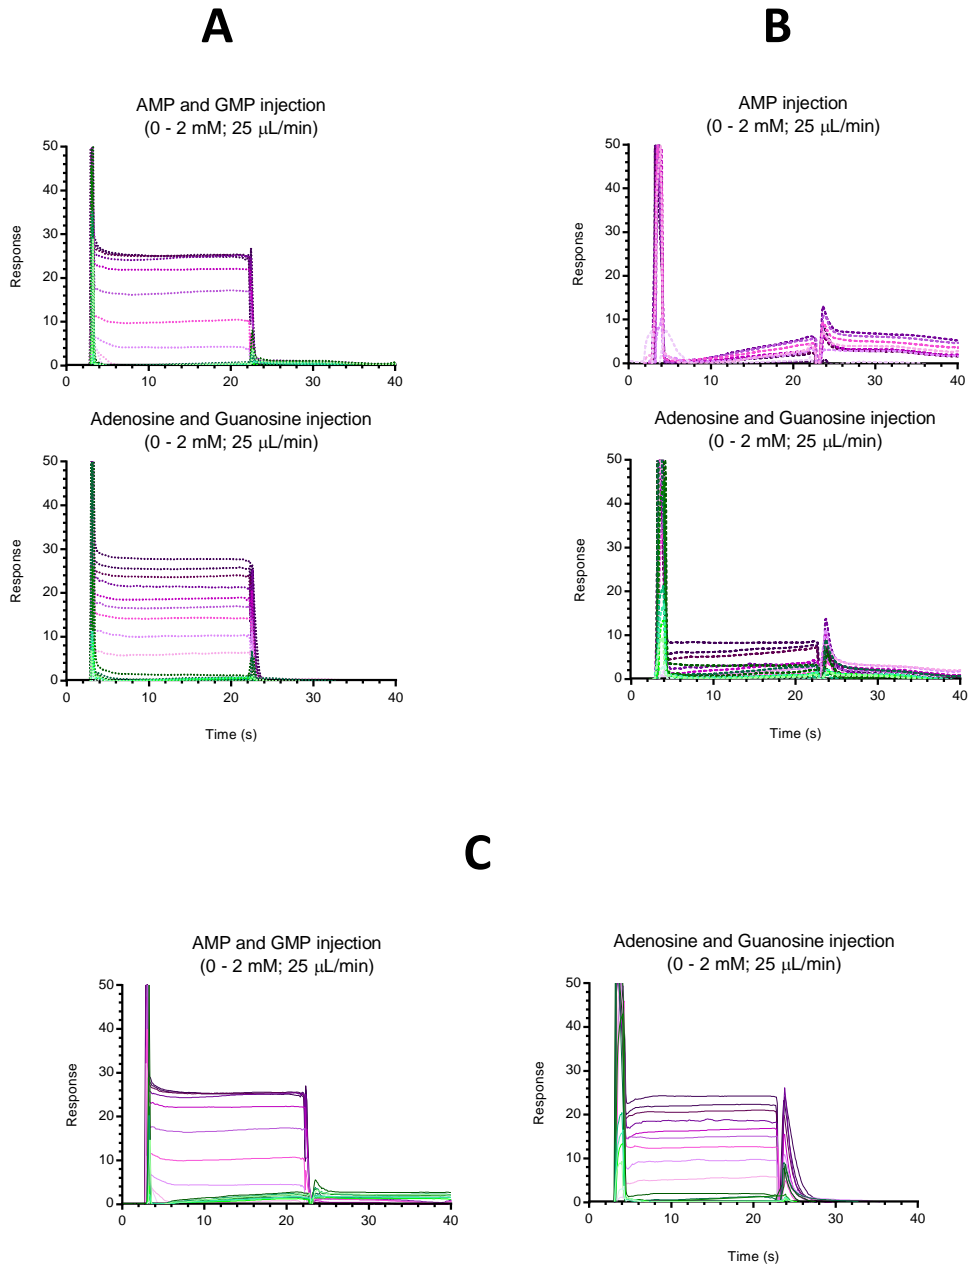 A
B
AMP and GMP injection
(0 - 2 mM; 25 μL/min)
50
40
30
20
10
0
Response
0
10
20
30
40
AMP injection
(0 - 2 mM; 25 μL/min)
50
40
30
20
10
0
Response
0
10
20
30
40
Adenosine and Guanosine injection
(0 - 2 mM; 25 μL/min)
50
40
30
20
10
0
Response
0
10
20
30
40
Time (s)
Adenosine and Guanosine injection
(0 - 2 mM; 25 μL/min)
50
40
30
20
10
0
Response
0
10
20
30
40
Time (s)
C
AMP and GMP injection
(0 - 2 mM; 25 μL/min)
50
40
30
20
10
0
Response
0
10
20
30
40
Adenosine and Guanosine injection
(0 - 2 mM; 25 μL/min)
50
40
30
20
10
0
Response
0
10
20
30
40
Time (s)